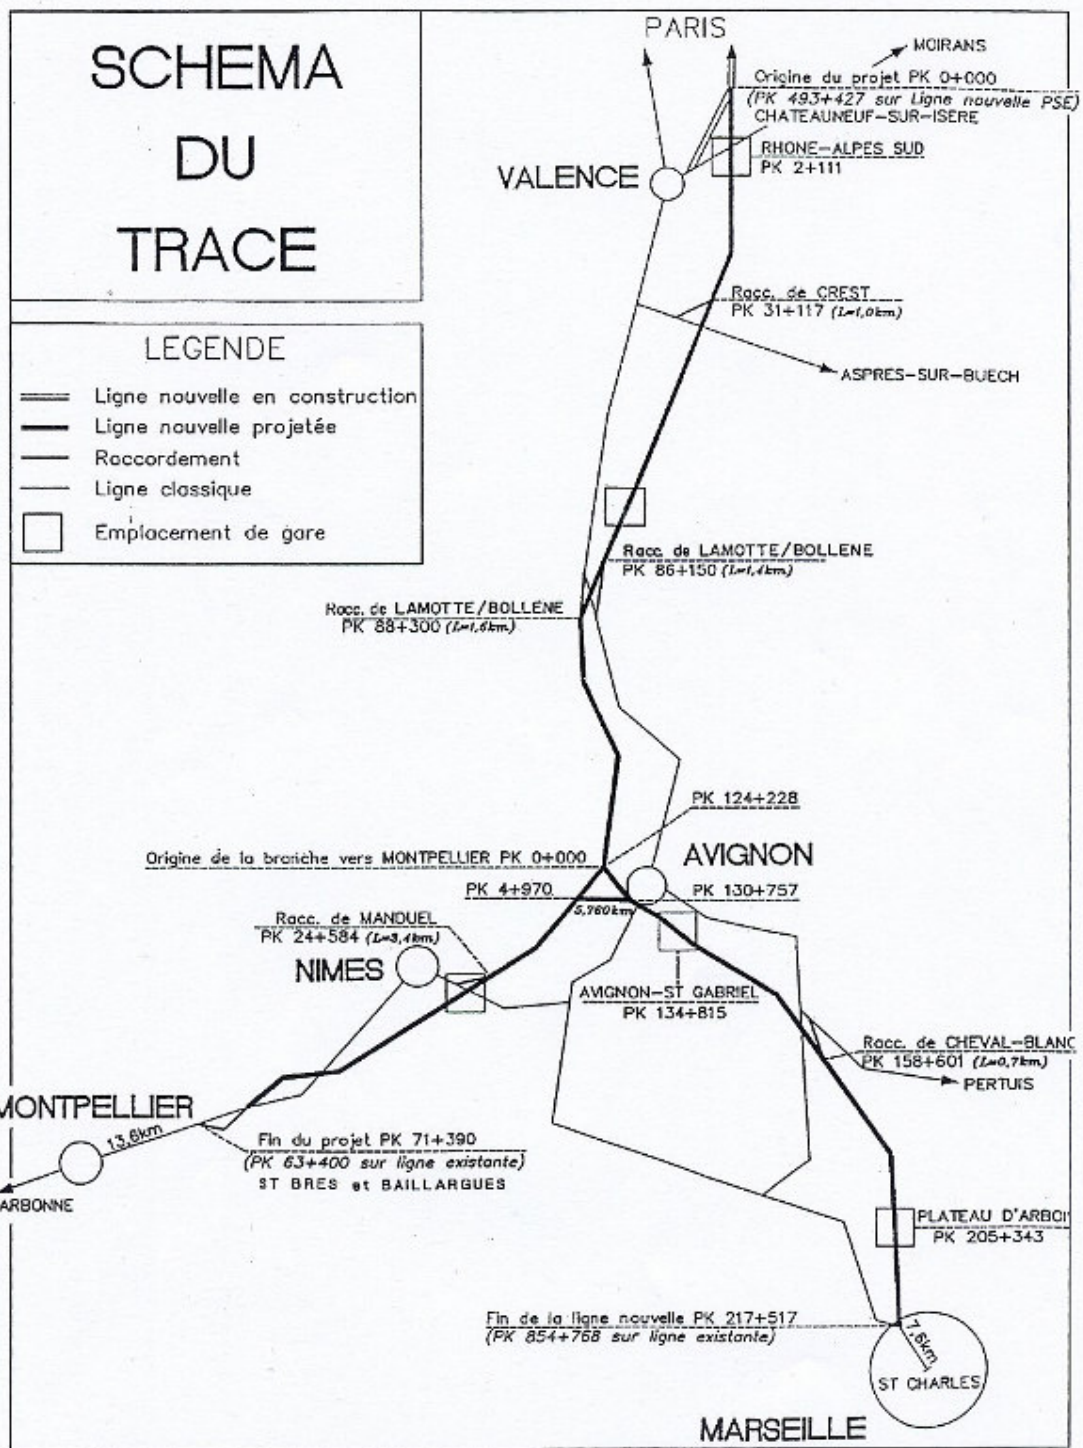 SCHEMA
DU
TRACE
LEGENDE
Ligne nouvelle en construction
Ligne nouvelle projetée
Raccordement
Ligne classique
Emplacement de gare
PARIS
MOIRANS
Origine du projet PK 0+000
(PK 493+427 sur Ligne nouvelle PSE)
CHATEAUNEUF-SUR-ISERE
RHONE-ALPES SUD
PK 2+111
VALENCE
Racc. de CREST
PK 31+117 (L=1,0km)
ASPRES-SUR-BUECH
Racc. de LAMOTTE/BOLLENE
PK 86+150 (L=1,4km)
Racc. de LAMOTTE/BOLLENE
PK 88+300 (L=1,6km)
PK 124+228
Origine de la branche vers MONTPELLIER PK 0+000
AVIGNON
PK 4+970
PK 130+757
5,760km
Racc. de MANDUEL
PK 24+584 (L=3,4km)
NIMES
AVIGNON-ST GABRIEL
PK 134+815
Racc. de CHEVAL-BLANC
PK 158+601 (L=0,7km)
PERTUIS
MONTPELLIER
13,6km
Fin du projet PK 71+390
(PK 63+400 sur ligne existante)
ST BRES et BAILLARGUES
ARBONNE
PLATEAU D'ARBOI
PK 205+343
Fin de la ligne nouvelle PK 217+517
(PK 854+768 sur ligne existante)
7,6km
ST CHARLES
MARSEILLE